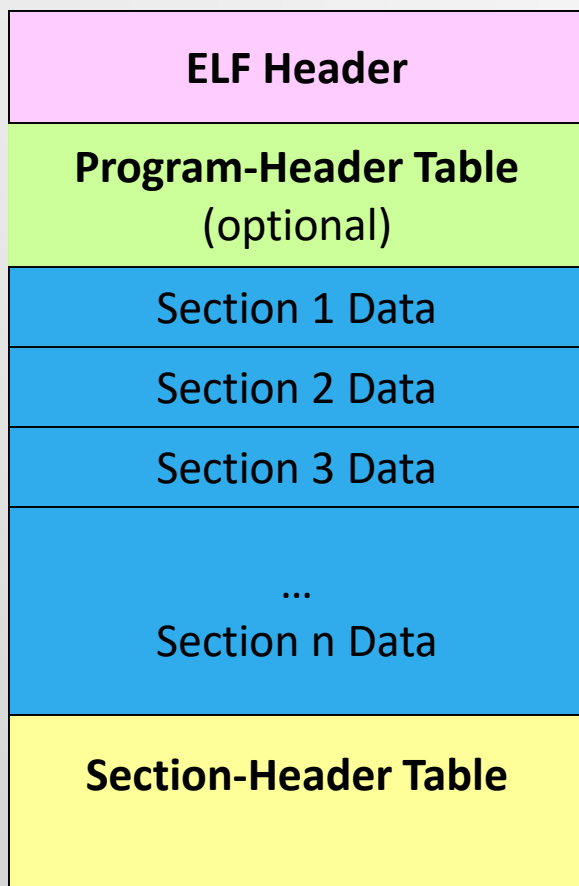 ELF Header
Program-Header Table
(optional)
Section 1 Data
Section 2 Data
Section 3 Data
…
Section n Data
Section-Header Table